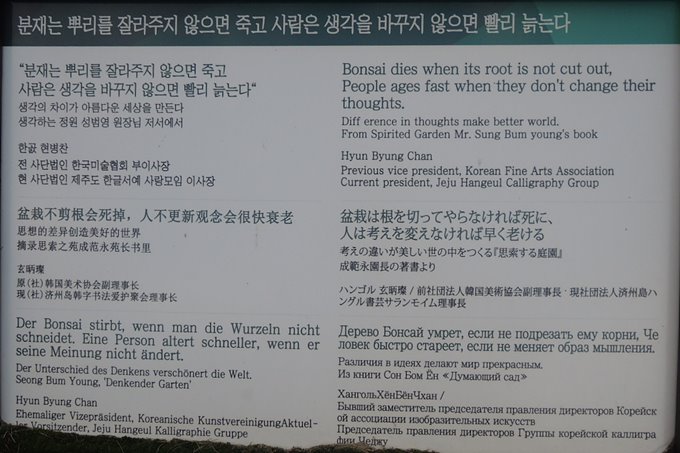 분재는 뿌리를 잘라주지 않으면 죽고 사람은 생각을 바꾸지 않으면 빨리 늙는다
“분재는 뿌리를 잘라주지 않으면 죽고
사람은 생각을 바꾸지 않으면 빨리 늙는다“
생각의 차이가 아름다운 세상을 만든다
생각하는 정원 성범영 원장님 저서에서
한곬 현병찬
전 사단법인 한국미술협회 부이사장
현 사단법인 제주도 한글서예 사랑모임 이사장
Bonsai dies when its root is not cut out,
People ages fast when they don't change their
thoughts.
Diff erence in thoughts make better world.
From Spirited Garden Mr. Sung Bum young's book
Hyun Byung Chan
Previous vice president, Korean Fine Arts Association
Current president, Jeju Hangeul Calligraphy Group
盆栽不剪根会死掉，人不更新观念会很快衰老
思想的差异创造美好的世界
摘录思索之苑成范永苑长书里
玄昞璨
原（社）韩国美术协会副理事长
现（社）济州岛韩字书法爱护聚会理事长
盆栽は根を切ってやらなければ死に、
人は考えを変えなければ早く老ける
考えの違いが美しい世の中をつくる『思索する庭園』
成範永園長の著書より
ハンゴル 玄昞璨 / 前社団法人韓国美術協会副理事長・現社団法人済州島ハ
ングル書芸サランモイム理事長
Der Bonsai stirbt, wenn man die Wurzeln nicht
schneidet. Eine Person altert schneller, wenn er
seine Meinung nicht ändert.
Der Unterschied des Denkens verschönert die Welt.
Seong Bum Young, 'Denkender Garten'
Hyun Byung Chan
Ehemaliger Vizepräsident, Koreanische KunstvereinigungAktuel-
ler Vorsitzender, Jeju Hangeul Kalligraphie Gruppe
Дерево Бонсай умрет, если не подрезать ему корни, Че
ловек быстро стареет, если не меняет образ мышления.
Различия в идеях делают мир прекрасным.
Из книги Сон Бом Ён «Думающий сад»
ХангольХёнБёнЧхан /
Бывший заместитель председателя правления директоров Корейск
ой ассоциации изобразительных искусств
Председатель правления директоров Группы корейской каллигра
фии Чеджу